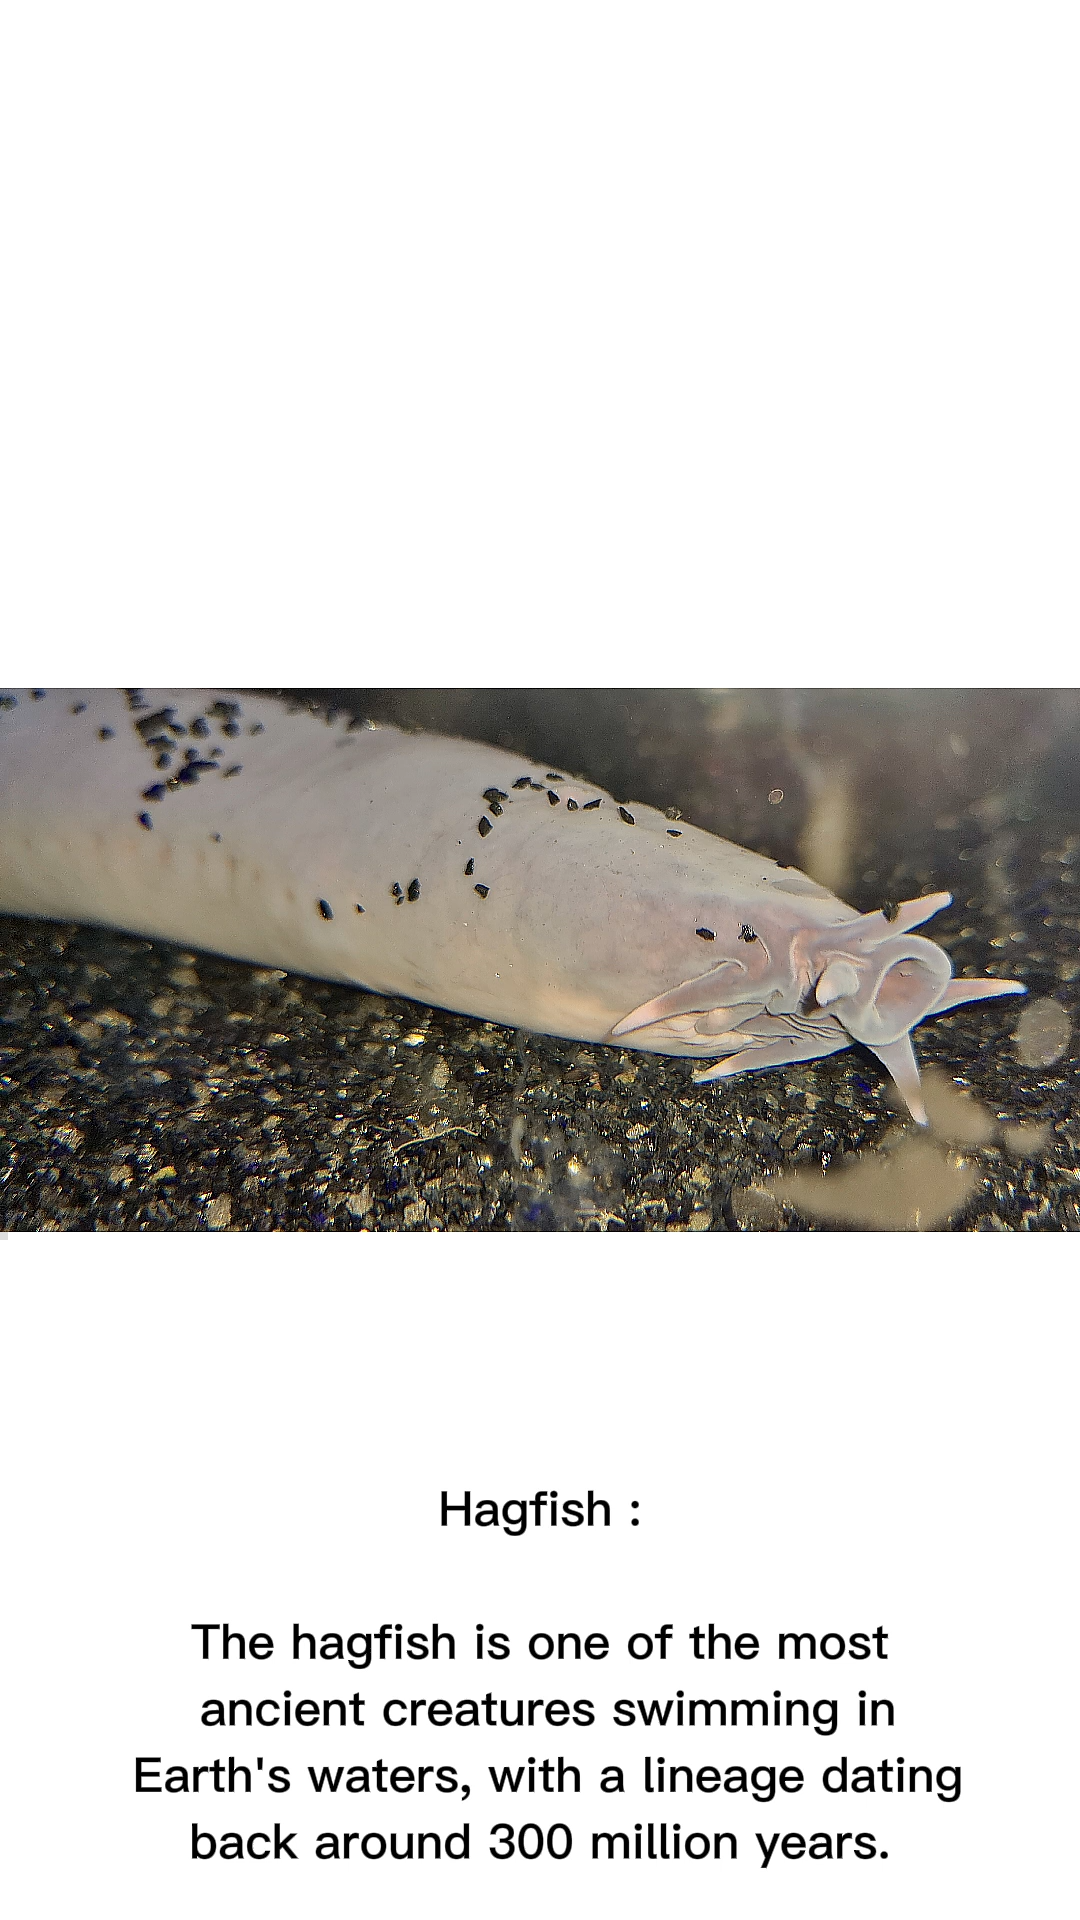 Hagfish :
The hagfish is one of the most
ancient creatures swimming in
Earth's waters, with a lineage dating
back around 300 million years.